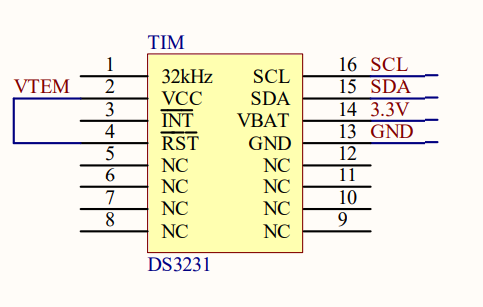 TIM
1 32kHz SCL 16 SCL
VTEM 2 VCC SDA 15 SDA
3 INT VBAT 14 3.3V
4 RST GND 13 GND
5 NC NC 12
6 NC NC 11
7 NC NC 10
8 NC NC 9
DS3231